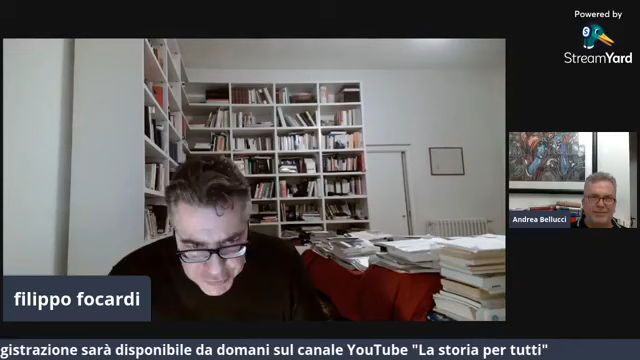 Powered by
StreamYard
Andrea Bellucci
filippo focardi
gistrazione sarà disponibile da domani sul canale YouTube "La storia per tutti"